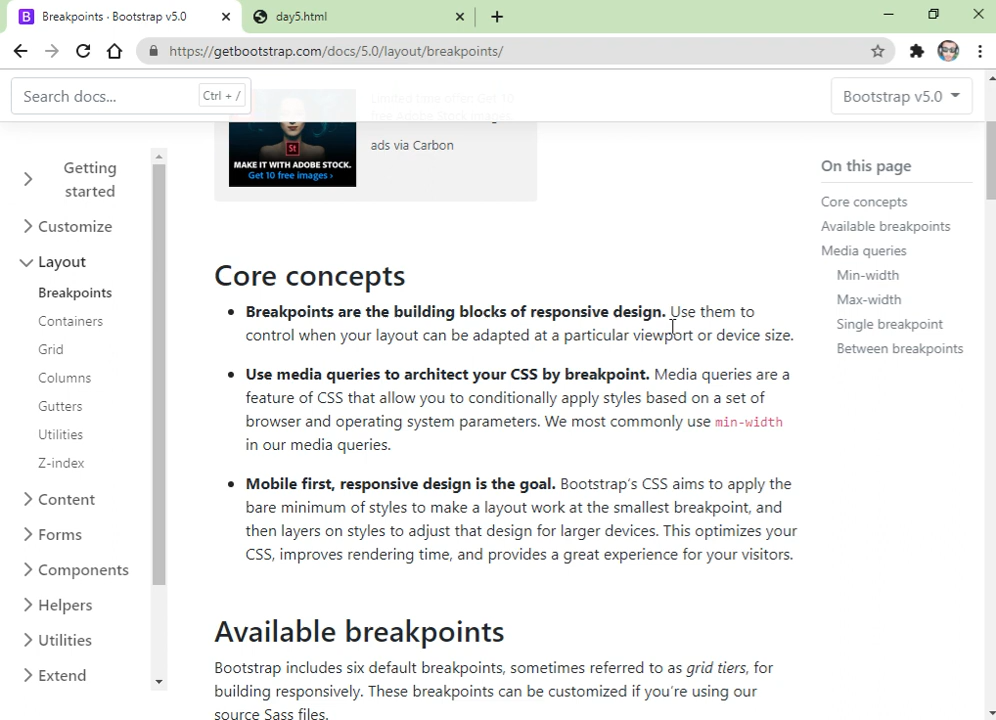 Breakpoints · Bootstrap v5.0
day5.html
https://getbootstrap.com/docs/5.0/layout/breakpoints/
Search docs...
Ctrl + /
Bootstrap v5.0
Limited time offer: Get 10
free Adobe Stock images.
ads via Carbon
St
MAKE IT WITH ADOBE STOCK.
Get 10 free images ›
Getting
started
Customize
Layout
Breakpoints
Containers
Grid
Columns
Gutters
Utilities
Z-index
Content
Forms
Components
Helpers
Utilities
Extend
Core concepts
Breakpoints are the building blocks of responsive design. Use them to
control when your layout can be adapted at a particular viewport or device size.
Use media queries to architect your CSS by breakpoint. Media queries are a
feature of CSS that allow you to conditionally apply styles based on a set of
browser and operating system parameters. We most commonly use min-width
in our media queries.
Mobile first, responsive design is the goal. Bootstrap's CSS aims to apply the
bare minimum of styles to make a layout work at the smallest breakpoint, and
then layers on styles to adjust that design for larger devices. This optimizes your
CSS, improves rendering time, and provides a great experience for your visitors.
Available breakpoints
Bootstrap includes six default breakpoints, sometimes referred to as grid tiers, for
building responsively. These breakpoints can be customized if you're using our
source Sass files.
On this page
Core concepts
Available breakpoints
Media queries
Min-width
Max-width
Single breakpoint
Between breakpoints